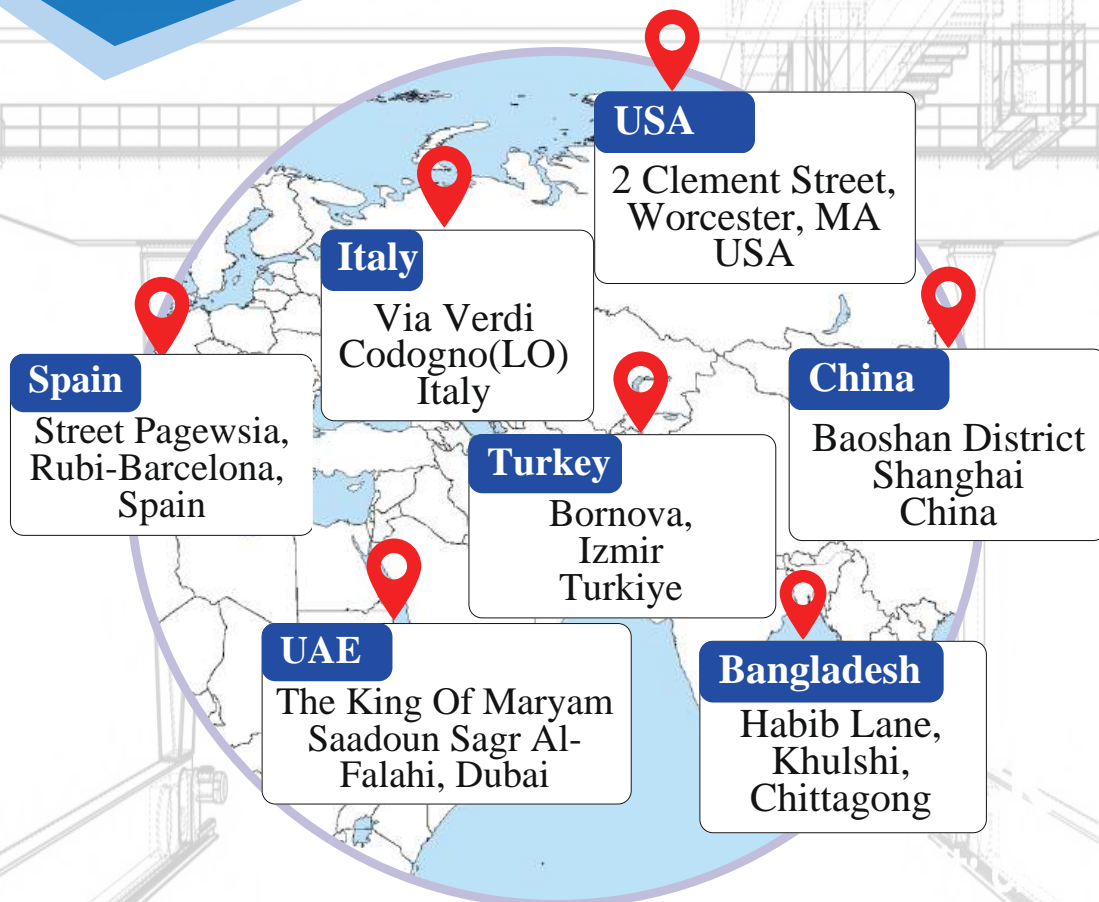 USA
2 Clement Street,
Worcester, MA
USA
Italy
Via Verdi
Codogno(LO)
Italy
Spain
Street Pagewsia,
Rubi-Barcelona,
Spain
China
Baoshan District
Shanghai
China
Turkey
Bornova,
Izmir
Turkiye
UAE
The King Of Maryam
Saadoun Sagr Al-
Falahi, Dubai
Bangladesh
Habib Lane,
Khulshi,
Chittagong